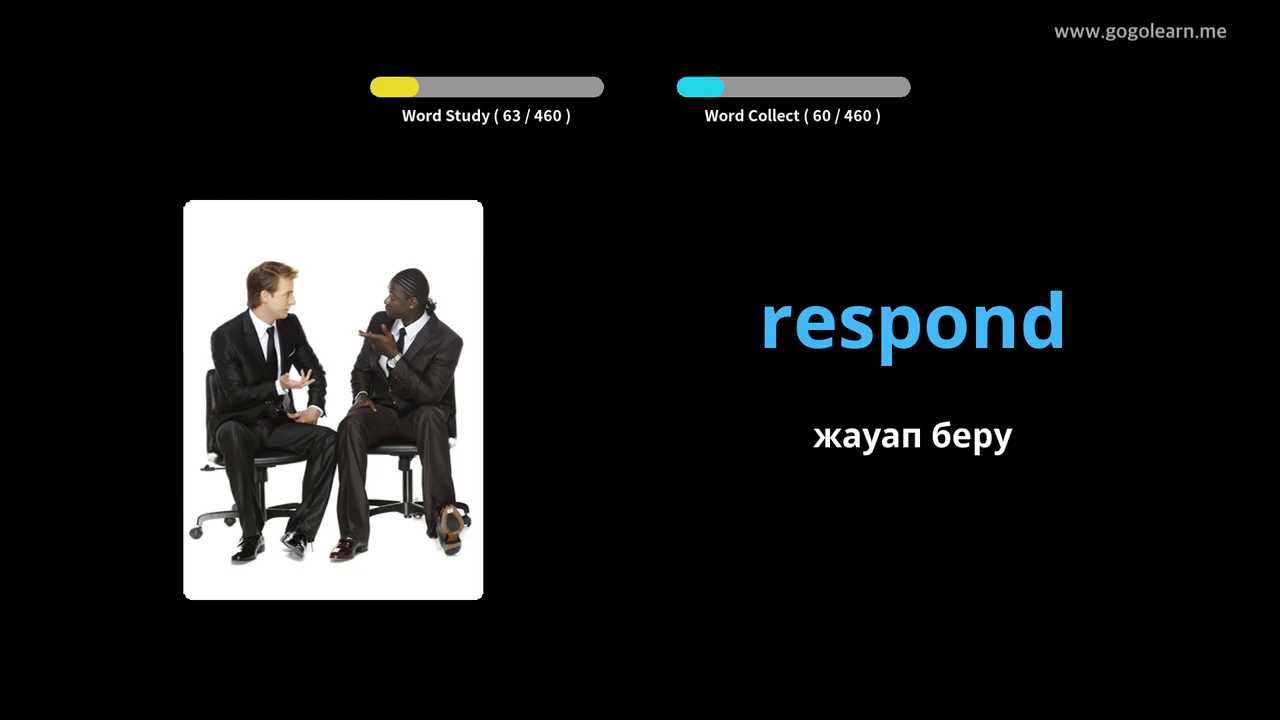 www.gogolearn.me
Word Study ( 63 / 460 )
Word Collect ( 60 / 460 )
respond
жауап беру